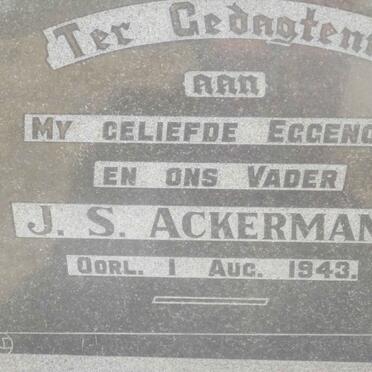 Ter Gedagten
aan
My geliefde Eggeno
en ons Vader
J. S. Ackerman
Oorl. 1 Aug. 1943.